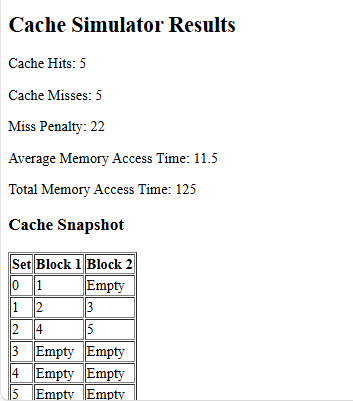 Cache Simulator Results
Cache Hits: 5
Cache Misses: 5
Miss Penalty: 22
Average Memory Access Time: 11.5
Total Memory Access Time: 125
Cache Snapshot
Set Block 1 Block 2
0 1 Empty
1 2 3
2 4 5
3 Empty Empty
4 Empty Empty
5 Empty Empty